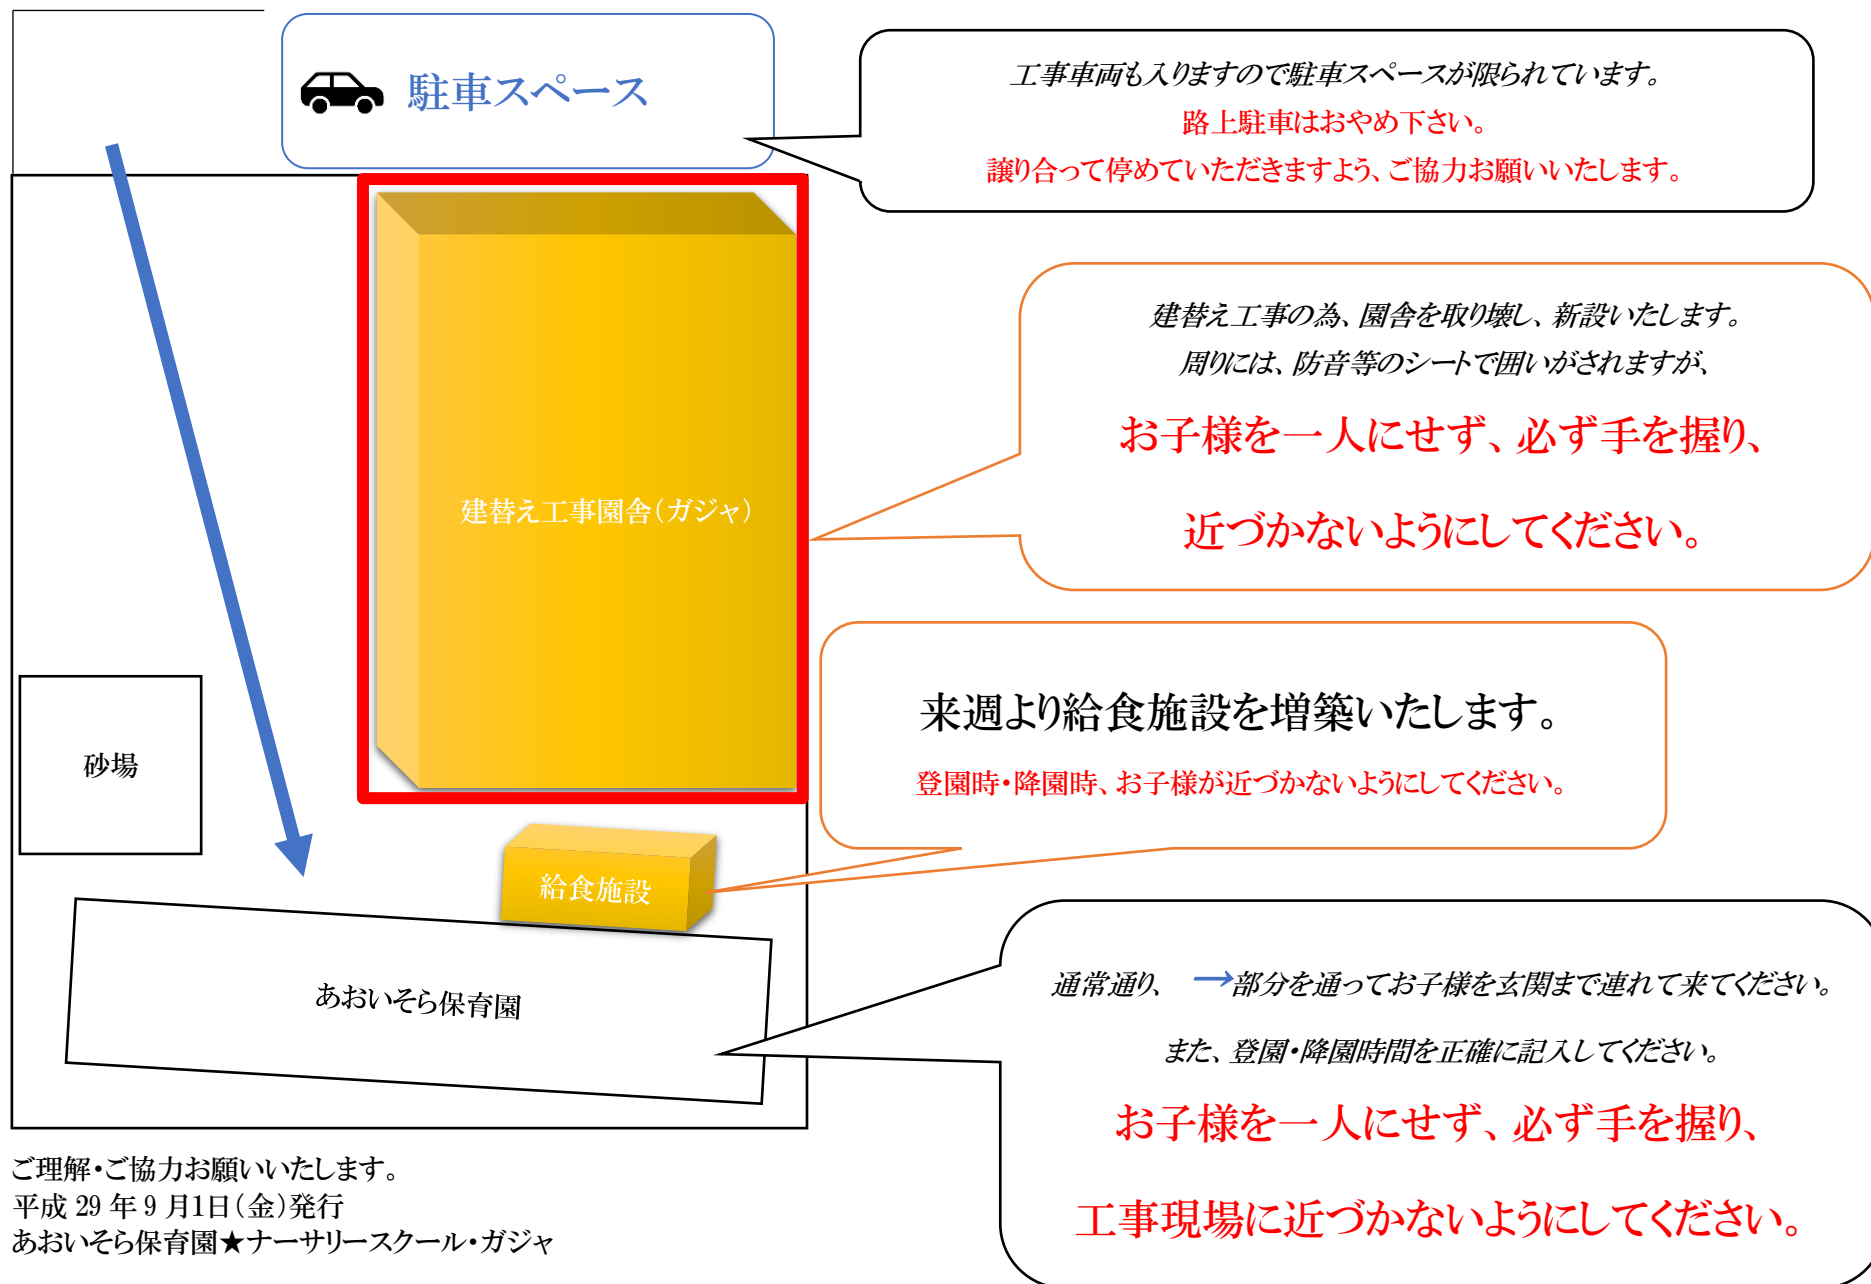 駐車スペース
工事車両も入りますので駐車スペースが限られています。
路上駐車はおやめ下さい。
譲り合って停めていただきますよう、ご協力お願いいたします。
建替え工事の為、園舎を取り壊し、新設いたします。
周りには、防音等のシートで囲いがされますが、
お子様を一人にせず、必ず手を握り、
近づかないようにしてください。
建替え工事園舎（ガジャ）
来週より給食施設を増築いたします。
登園時・降園時、お子様が近づかないようにしてください。
砂場
給食施設
あおいそら保育園
通常通り、 →部分を通ってお子様を玄関まで連れて来てください。
また、登園・降園時間を正確に記入してください。
お子様を一人にせず、必ず手を握り、
工事現場に近づかないようにしてください。
ご理解・ご協力お願いいたします。
平成 29 年 9 月1日（金）発行
あおいそら保育園★ナーサリースクール・ガジャ